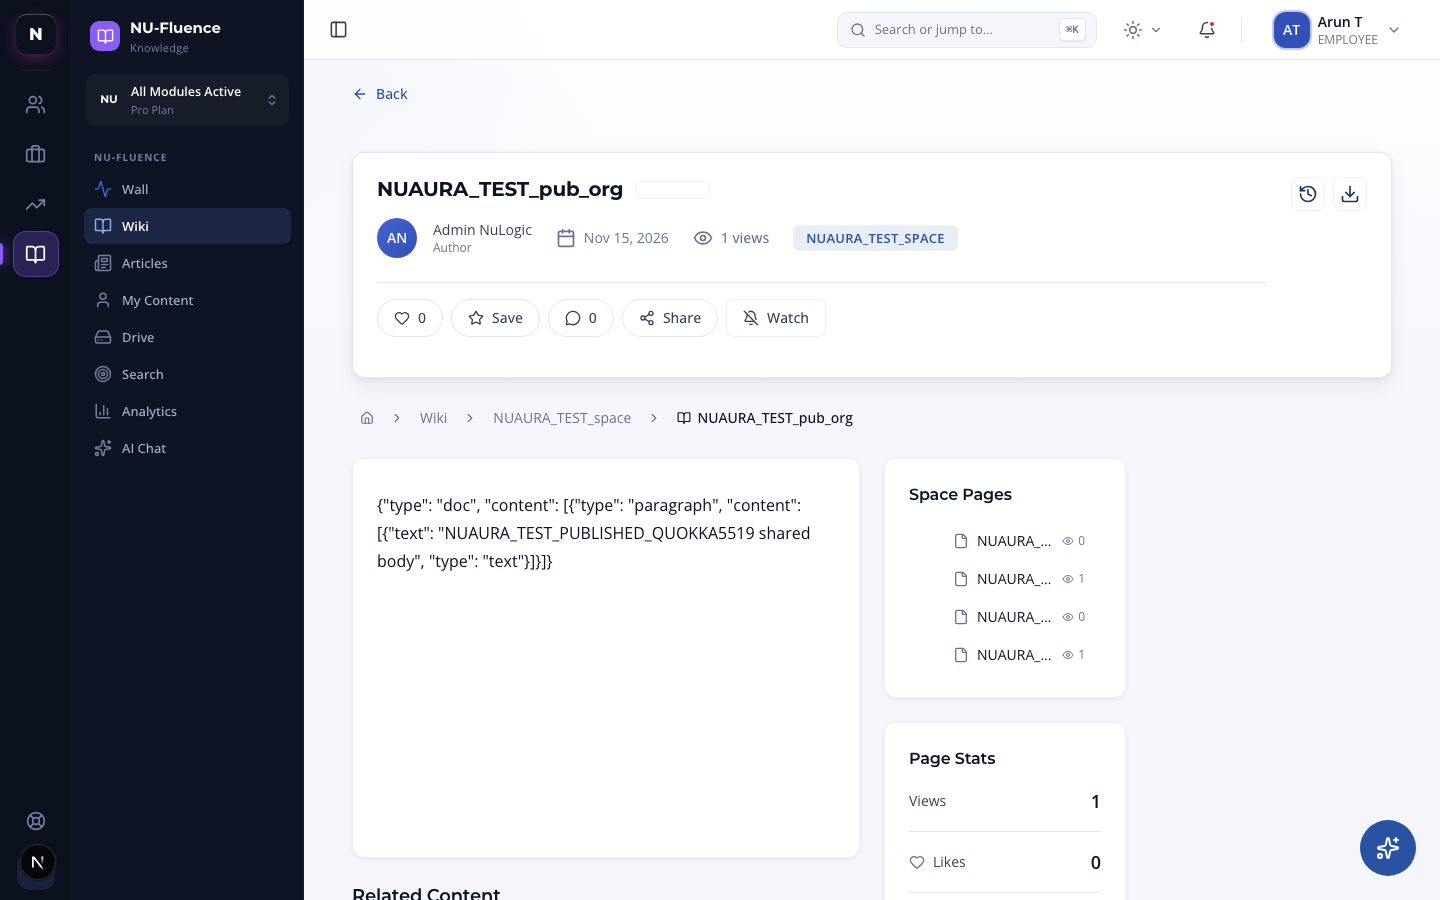 N
NU-Fluence
Knowledge
NU
All Modules Active
Pro Plan
NU-FLUENCE
Wall
Wiki
Articles
My Content
Drive
Search
Analytics
AI Chat
N
Search or jump to...
⌘K
AT
Arun T
EMPLOYEE
Back
NUAURA_TEST_pub_org
AN
Admin NuLogic
Author
Nov 15, 2026
1 views
NUAURA_TEST_SPACE
0
Save
0
Share
Watch
Wiki
NUAURA_TEST_space
NUAURA_TEST_pub_org
{"type": "doc", "content": [{"type": "paragraph", "content":
[{"text": "NUAURA_TEST_PUBLISHED_QUOKKA5519 shared
body", "type": "text"}]}]}
Space Pages
NUAURA_... 0
NUAURA_... 1
NUAURA_... 0
NUAURA_... 1
Page Stats
Views 1
Likes 0
Related Content